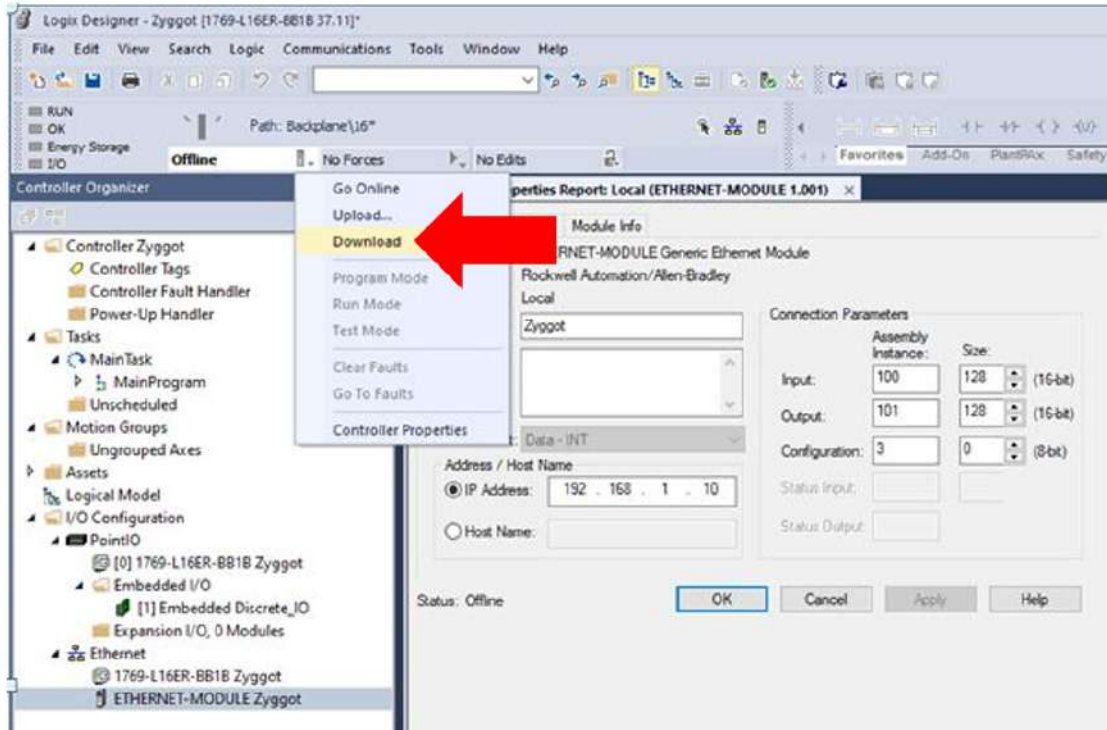 Logix Designer - Zyggot [1769-L16ER-BB1B 37.11]*
File Edit View Search Logic Communications Tools Window Help
RUN
OK
Energy Storage
I/O
Path: Backplane\16*
Offline
No Forces
No Edits
Favorites Add-On PlantPAx Safety
Controller Organizer
Go Online
Upload...
Download
Program Mode
Run Mode
Test Mode
Clear Faults
Go To Faults
Controller Properties
perties Report: Local (ETHERNET-MODULE 1.001)
Module Info
Controller Zyggot
Controller Tags
Controller Fault Handler
Power-Up Handler
Tasks
MainTask
MainProgram
Unscheduled
Motion Groups
Ungrouped Axes
Assets
Logical Model
I/O Configuration
PointIO
[0] 1769-L16ER-BB1B Zyggot
Embedded I/O
[1] Embedded Discrete_IO
Expansion I/O, 0 Modules
Ethernet
1769-L16ER-BB1B Zyggot
ETHERNET-MODULE Zyggot
RNET-MODULE Generic Ethernet Module
Rockwell Automation/Allen-Bradley
Local
Zyggot
Data - INT
Address / Host Name
IP Address: 192 . 168 . 1 . 10
Host Name:
Connection Parameters
Assembly
Instance: Size:
Input: 100 128 (16-bit)
Output: 101 128 (16-bit)
Configuration: 3 0 (8-bit)
Status Input:
Status Output:
Status: Offline
OK Cancel Apply Help